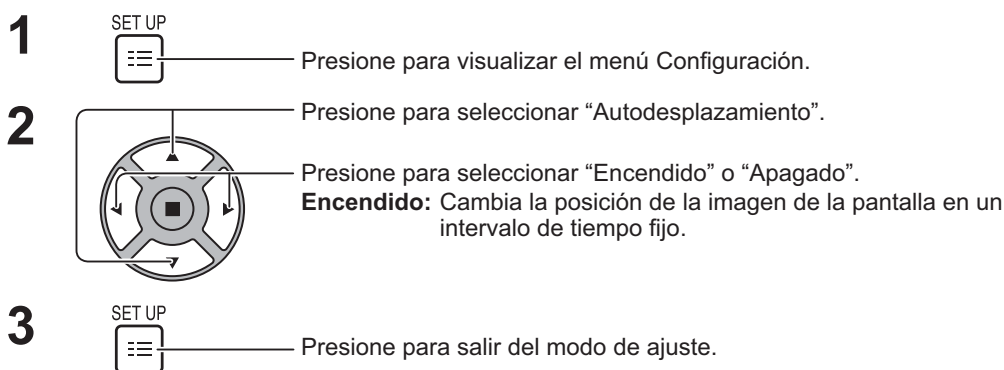 1
SET UP
Presione para visualizar el menú Configuración.
2
Presione para seleccionar “Autodesplazamiento”.
Presione para seleccionar “Encendido” o “Apagado”.
Encendido: Cambia la posición de la imagen de la pantalla en un
intervalo de tiempo fijo.
3
SET UP
Presione para salir del modo de ajuste.